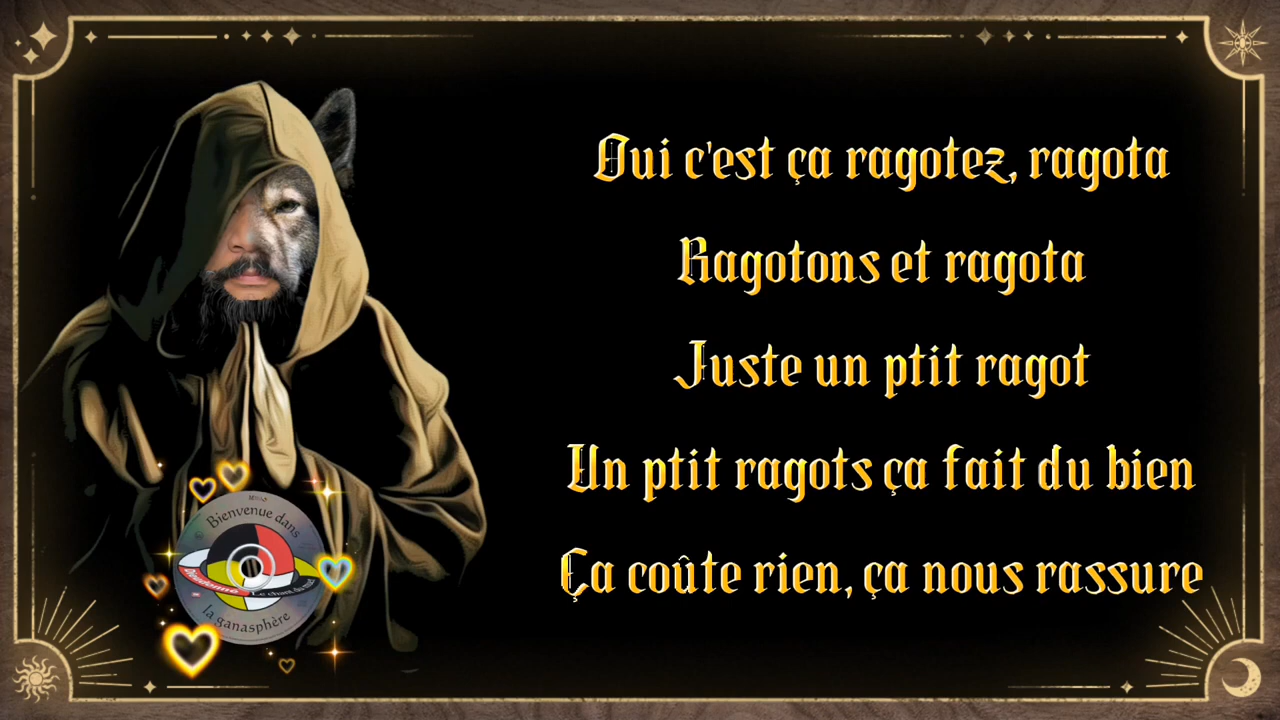 Oui c'est ça ragotez, ragota
Ragotons et ragota
Juste un ptit ragot
Un ptit ragots ça fait du bien
Ça coûte rien, ça nous rassure
Bienvenue dans
Dieudonné
la ganasphère